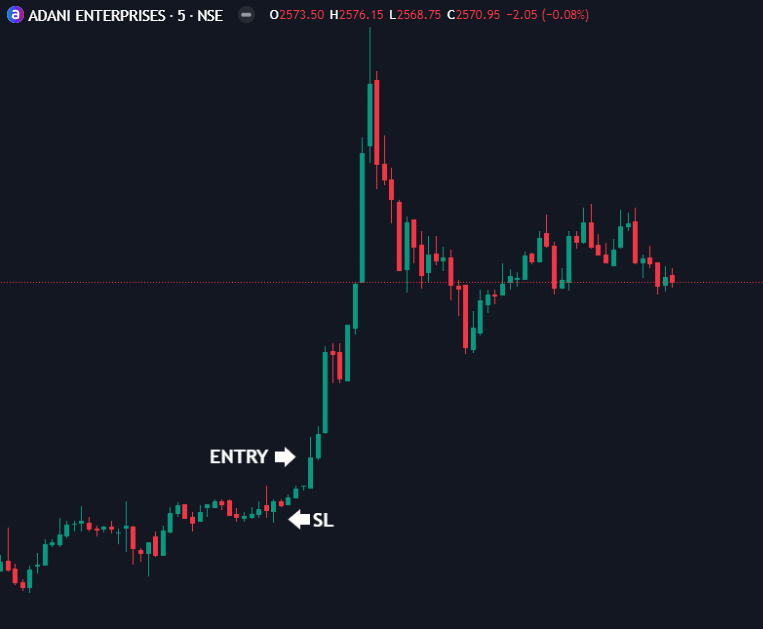 a ADANI ENTERPRISES · 5 · NSE O2573.50 H2576.15 L2568.75 C2570.95 −2.05 (−0.08%)
ENTRY
SL